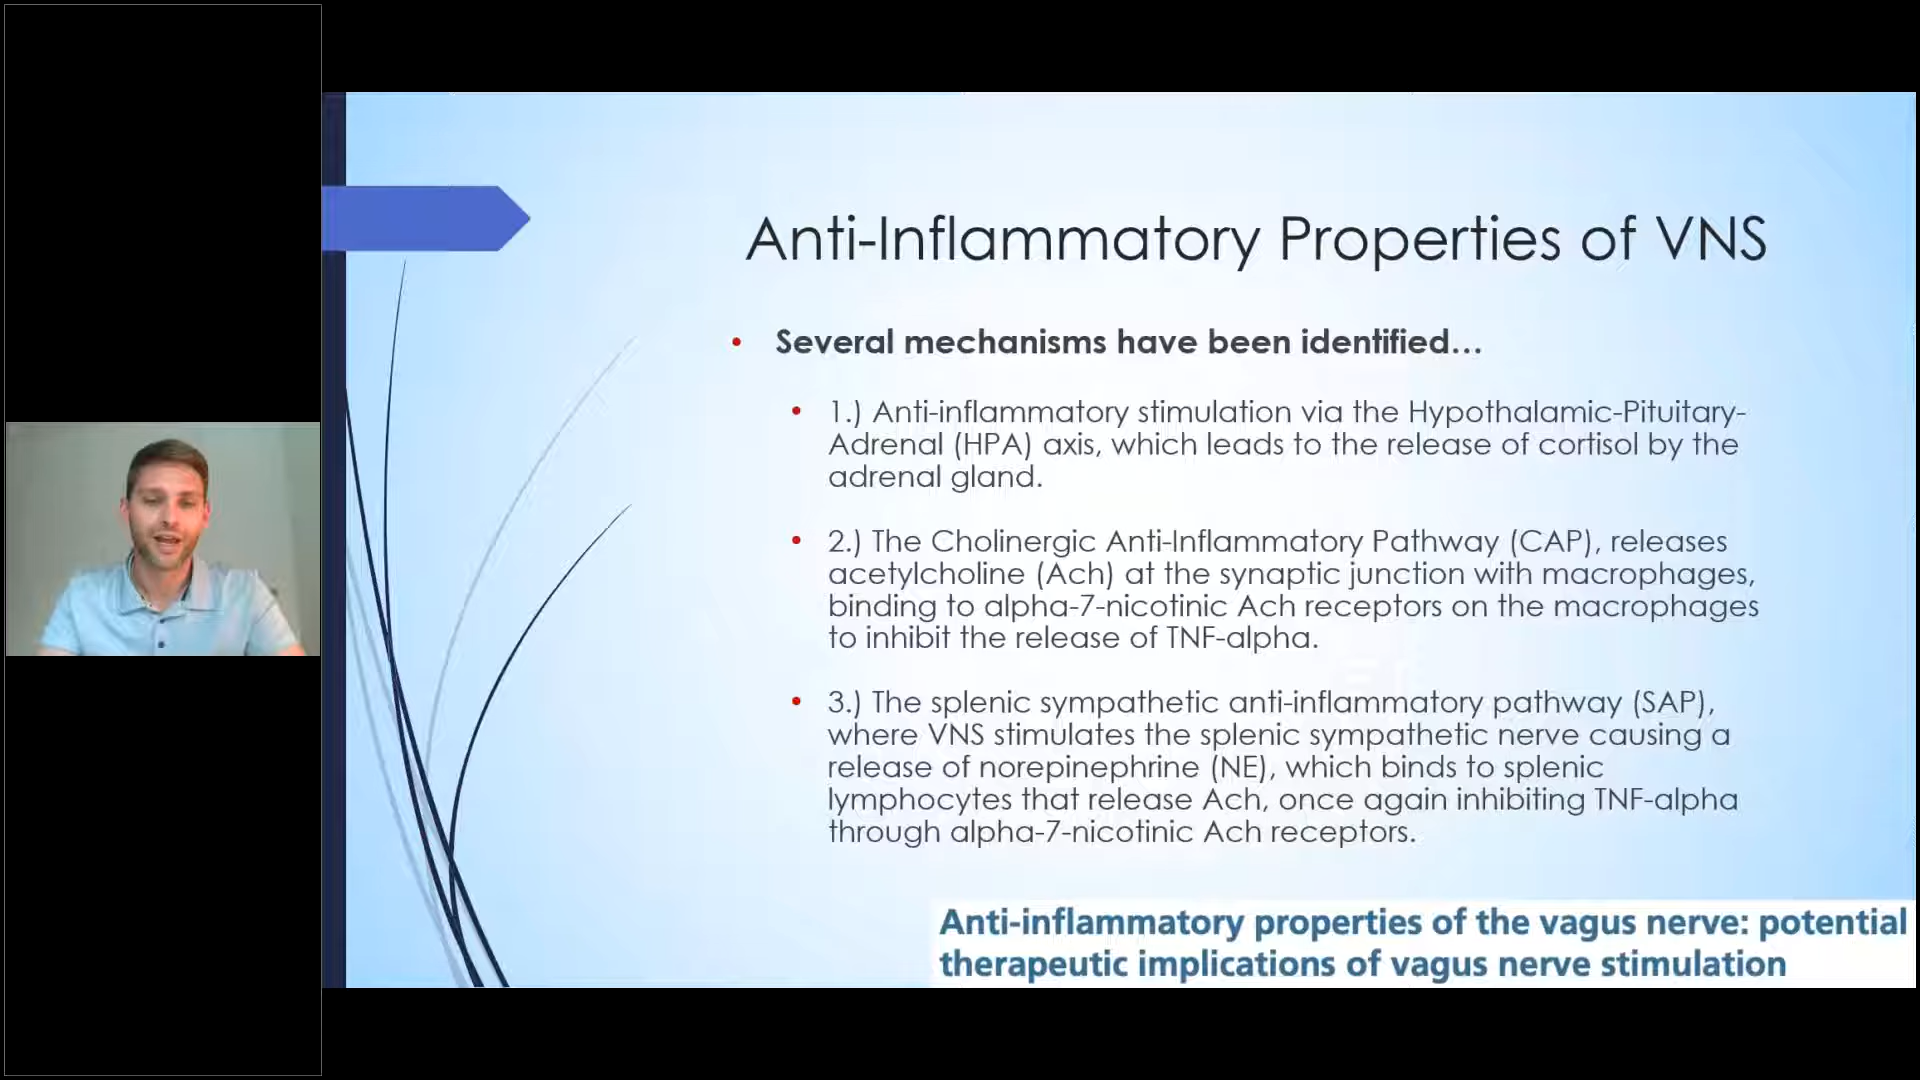 Anti-Inflammatory Properties of VNS
• Several mechanisms have been identified...
• 1.) Anti-inflammatory stimulation via the Hypothalamic-Pituitary-
Adrenal (HPA) axis, which leads to the release of cortisol by the
adrenal gland.
• 2.) The Cholinergic Anti-Inflammatory Pathway (CAP), releases
acetylcholine (Ach) at the synaptic junction with macrophages,
binding to alpha-7-nicotinic Ach receptors on the macrophages
to inhibit the release of TNF-alpha.
• 3.) The splenic sympathetic anti-inflammatory pathway (SAP),
where VNS stimulates the splenic sympathetic nerve causing a
release of norepinephrine (NE), which binds to splenic
lymphocytes that release Ach, once again inhibiting TNF-alpha
through alpha-7-nicotinic Ach receptors.
Anti-inflammatory properties of the vagus nerve: potential
therapeutic implications of vagus nerve stimulation